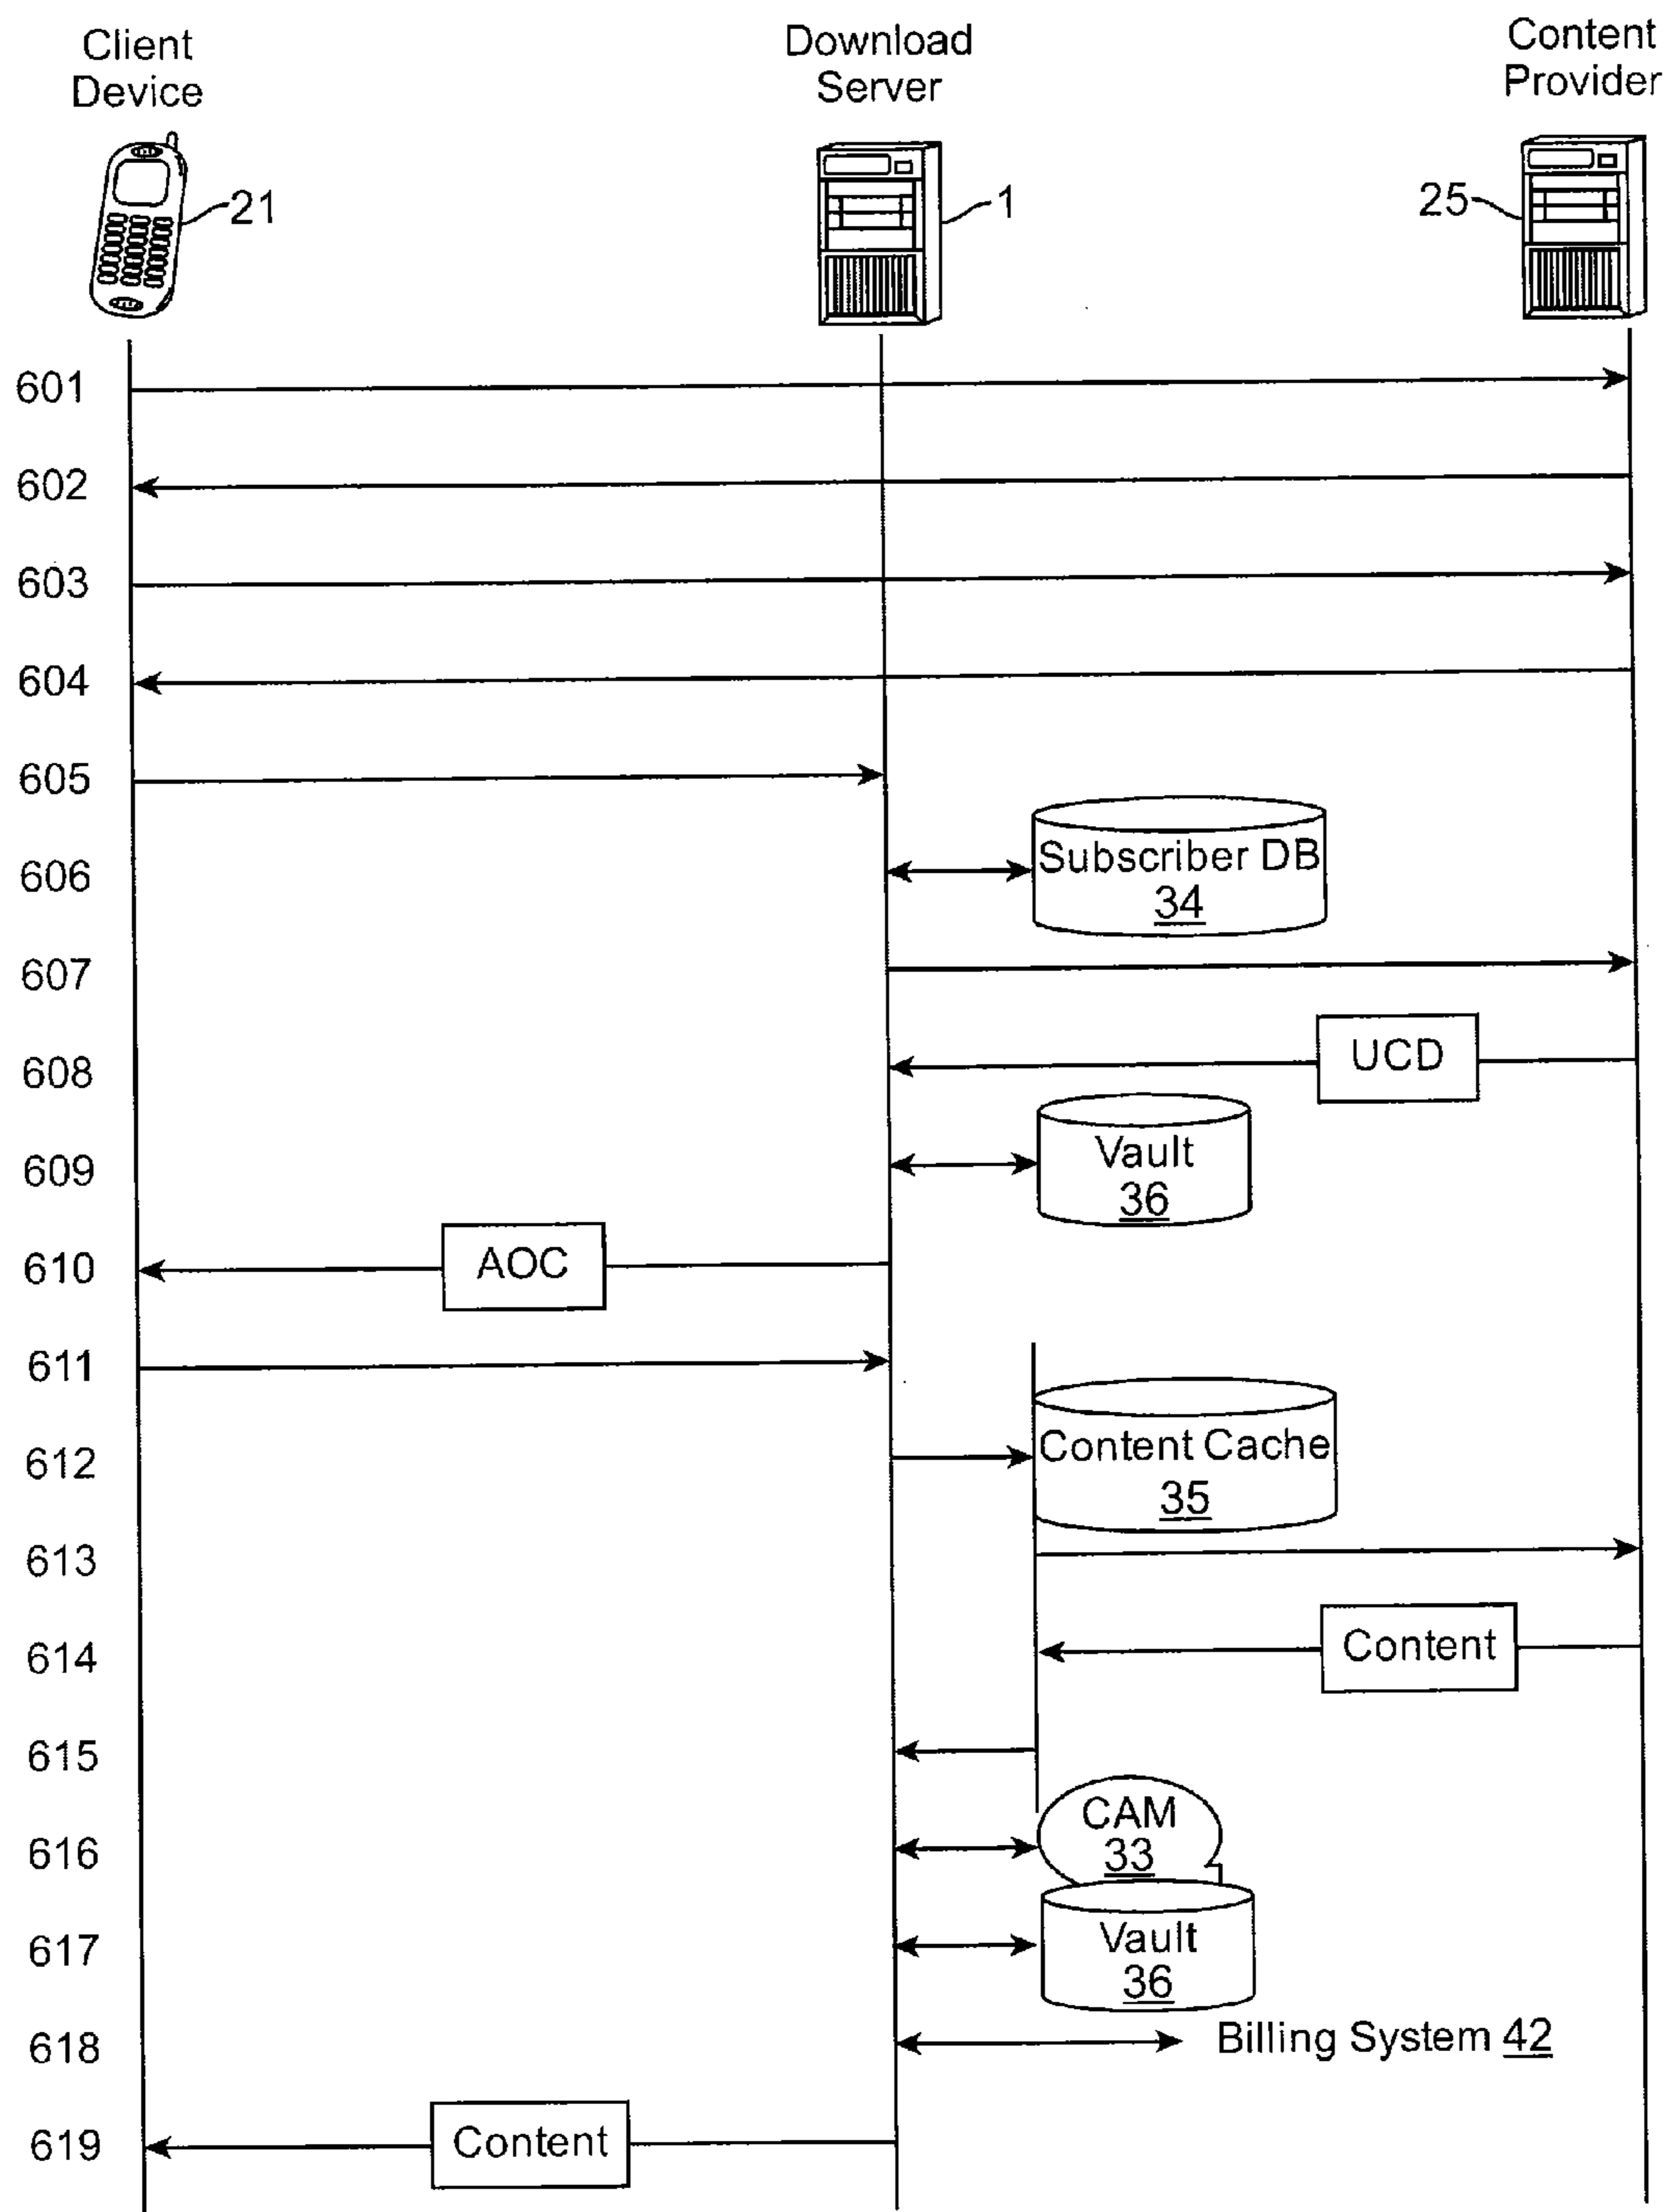 Client
Device
Download
Server
Content
Provider
21
1
25
601
602
603
604
605
606
Subscriber DB
34
607
608
UCD
609
Vault
36
610
AOC
611
612
Content Cache
35
613
614
Content
615
616
CAM
33
617
Vault
36
618
Billing System 42
619
Content